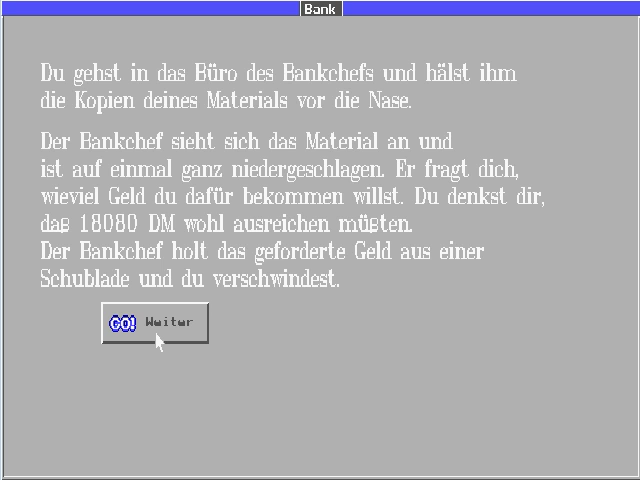 Bank
Du gehst in das Büro des Bankchefs und hälst ihm
die Kopien deines Materials vor die Nase.
Der Bankchef sieht sich das Material an und
ist auf einmal ganz niedergeschlagen. Er fragt dich,
wieviel Geld du dafür bekommen willst. Du denkst dir,
daß 18080 DM wohl ausreichen müßten.
Der Bankchef holt das geforderte Geld aus einer
Schublade und du verschwindest.
GO! Weiter